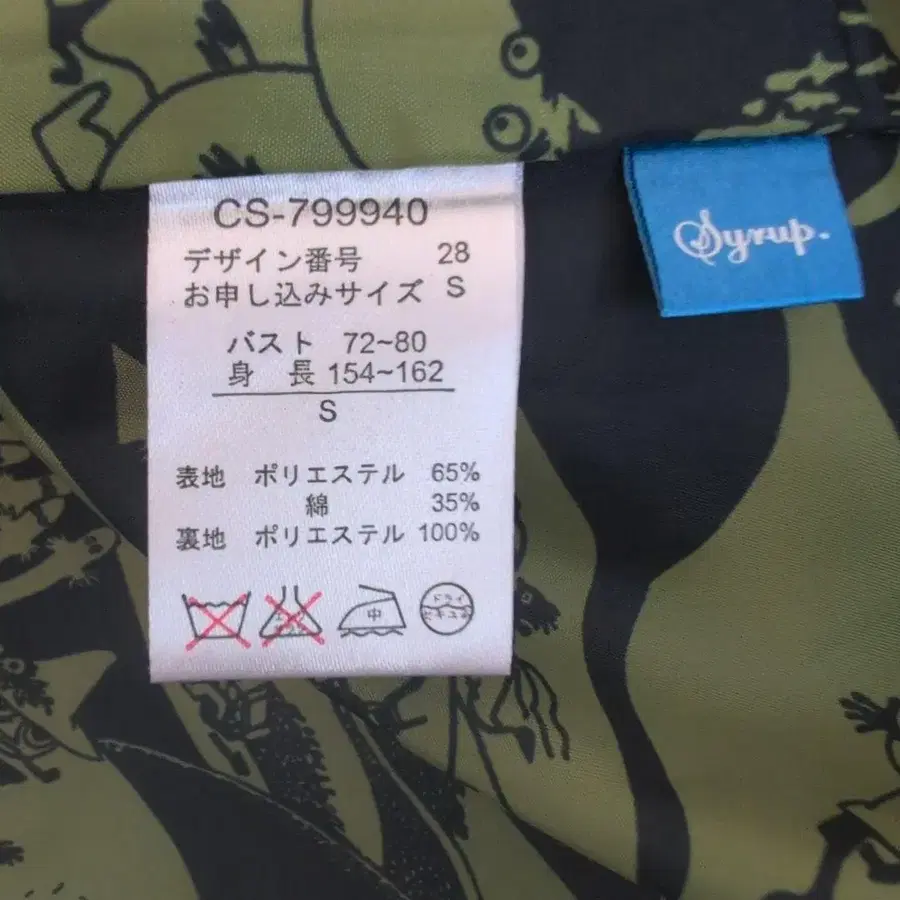 CS-799940
デザイン番号 28
お申し込みサイズ S
バスト 72~80
身 長 154~162
S
表地 ポリエステル 65%
綿 35%
裏地 ポリエステル 100%
中
ドライ
セキユ系
Syrup.